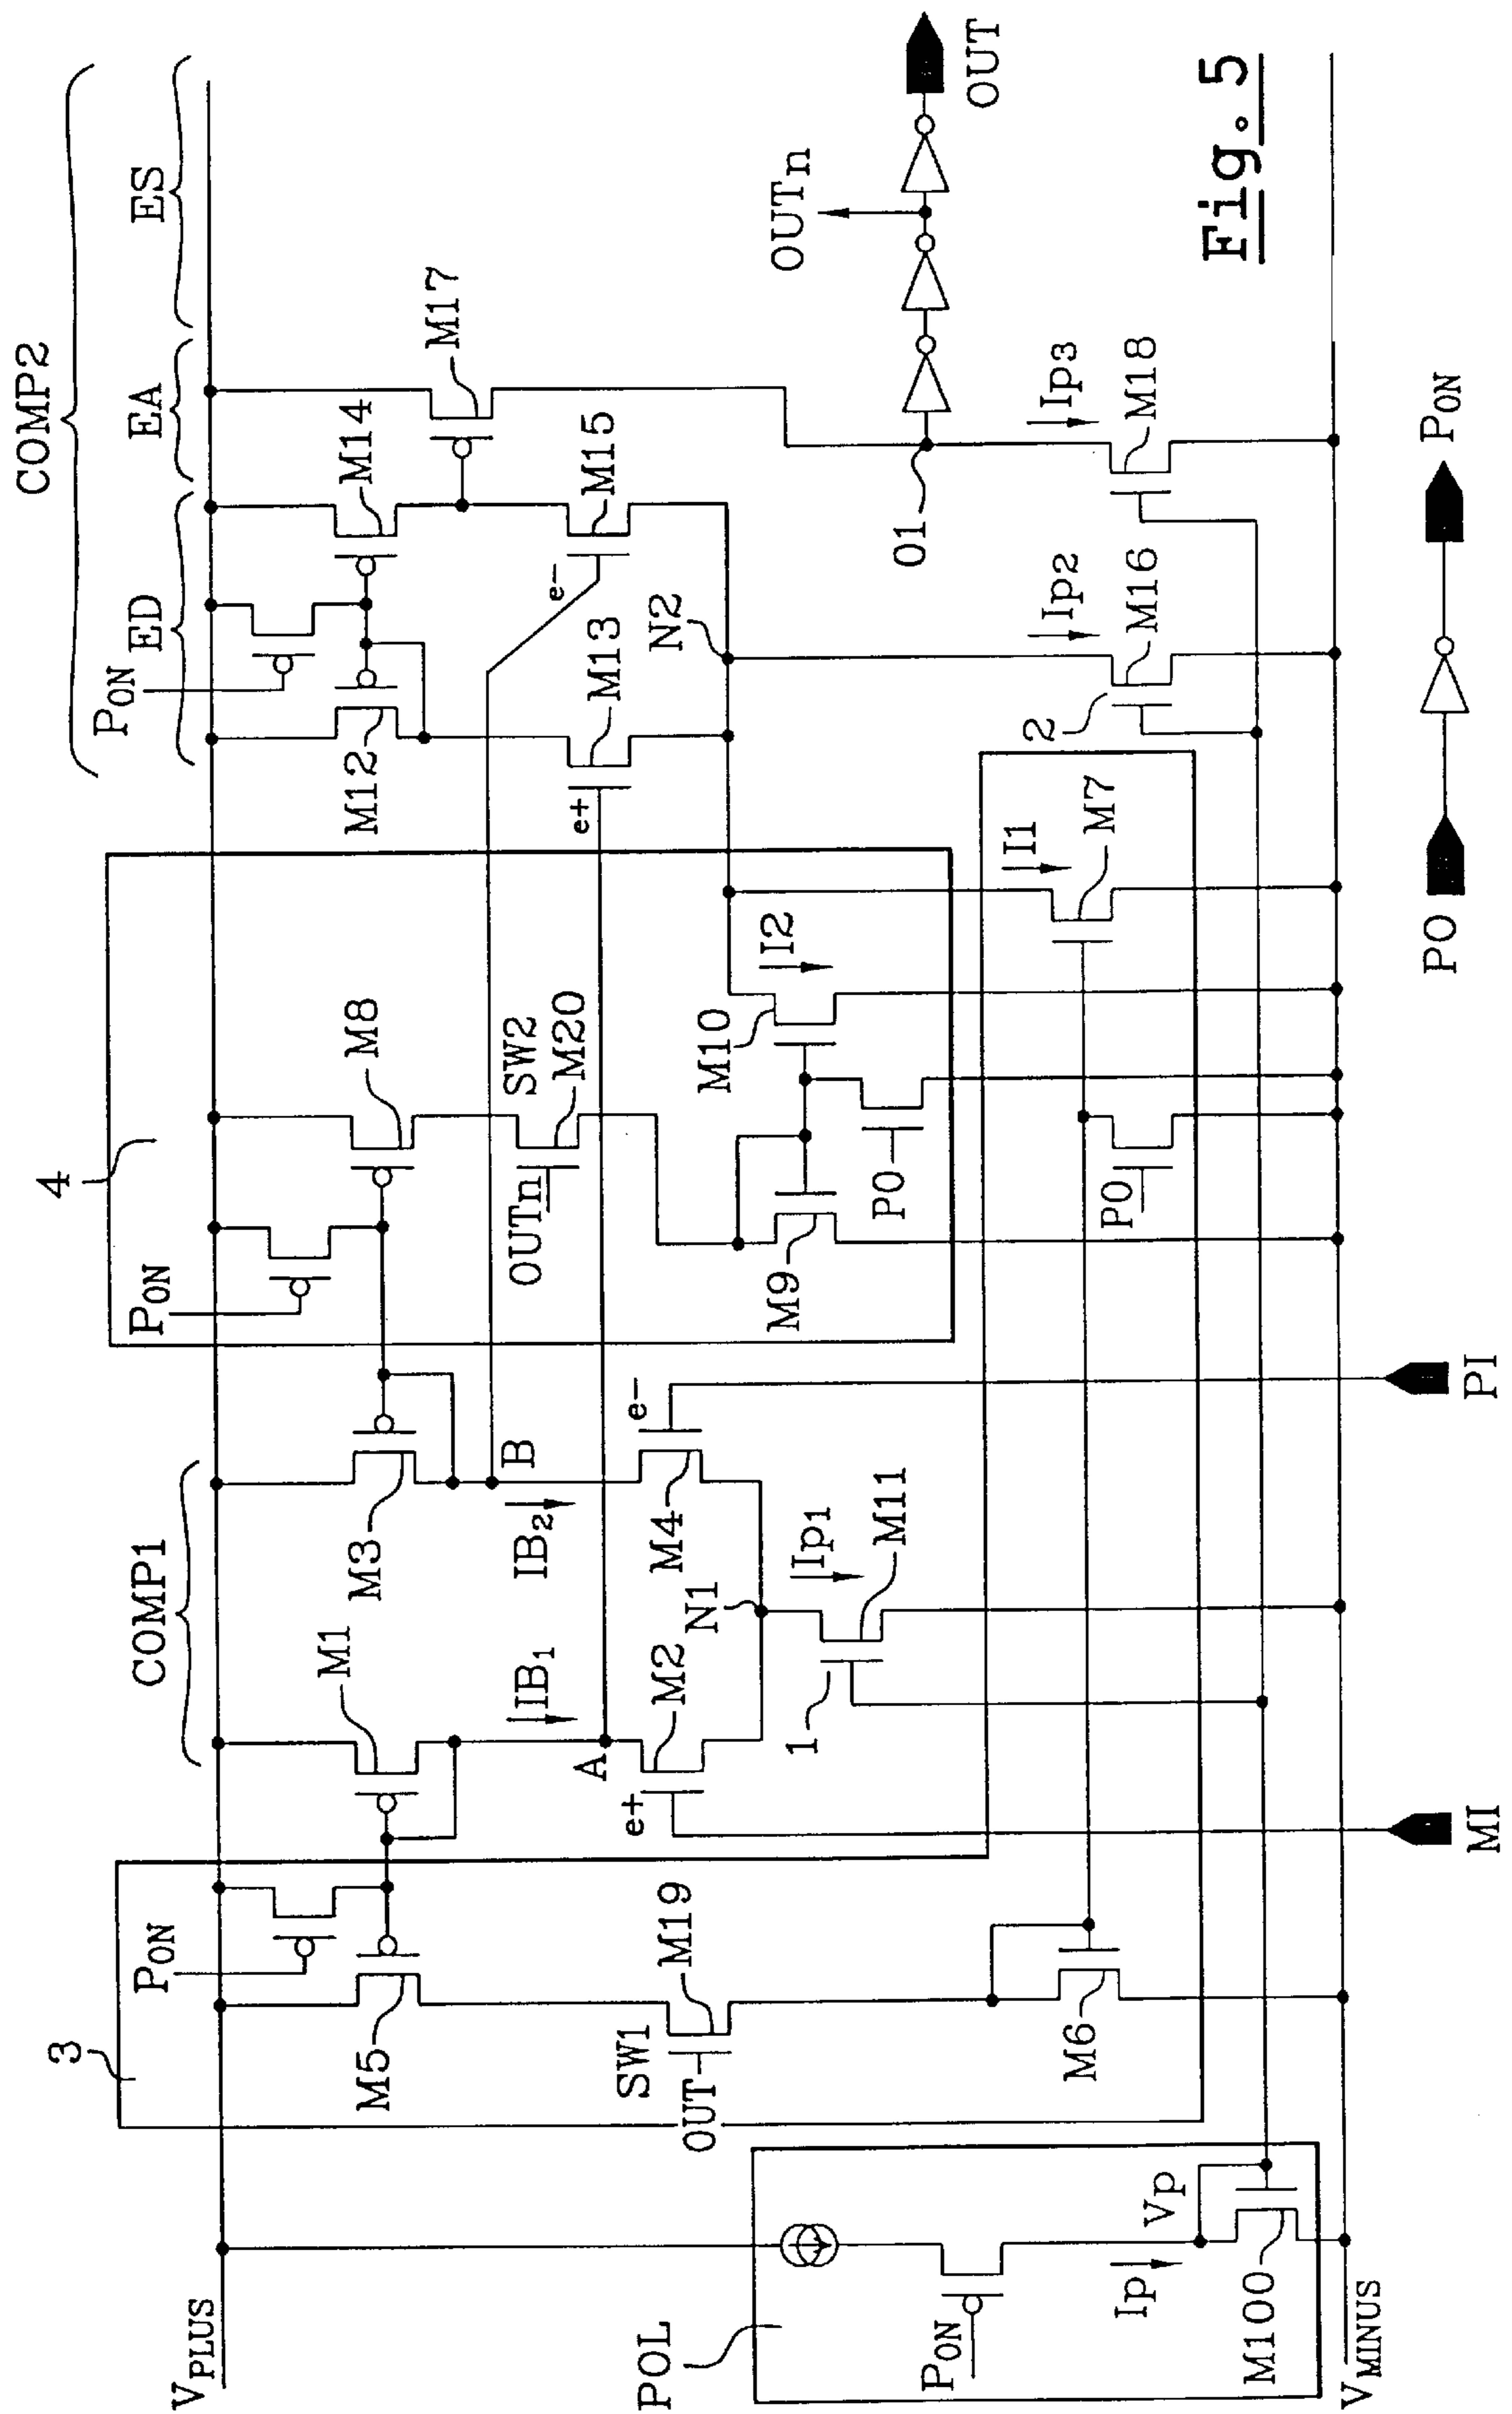 COMP2
ED
EA
ES
COMP1
4
3
VPLUS
PON
PON
PON
M5
M1
M3
M8
M12
M14
M17
IB1
IB2
A
B
SW1
OUT
M19
e+
M2
M4
e-
OUTn
SW2
M20
e+
M13
e-
M15
N1
N2
OUTn
OUT
O1
POL
1
Ip1
M11
M9
M10
I2
PO
PON
Ip
Vp
M100
M6
PO
I1
M7
2
Ip2
M16
Ip3
M18
VMINUS
MI
PI
PO
PON
Fig. 5